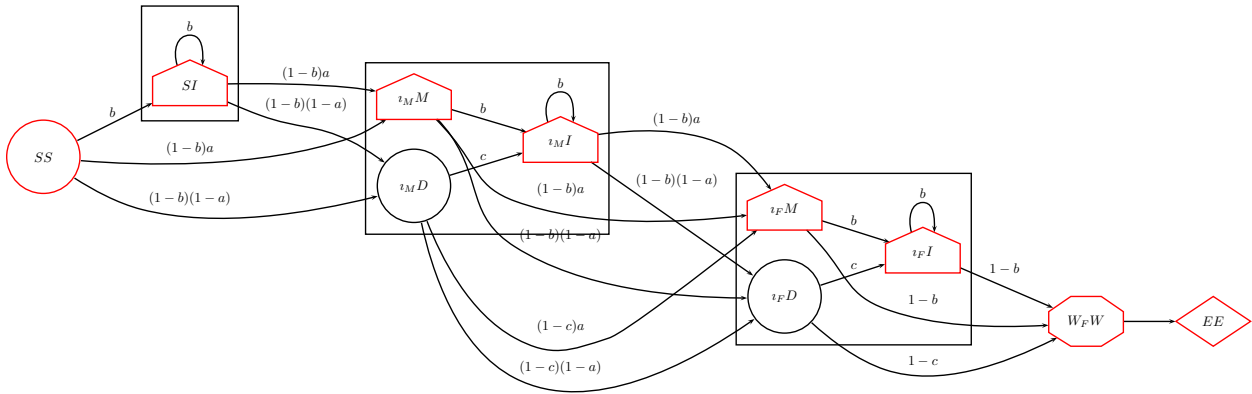 b
SI
(1 − b)a
(1 − b)(1 − a)
b
SS
(1 − b)a
(1 − b)(1 − a)
ı_M M
b
b
ı_M I
c
ı_M D
(1 − b)a
(1 − b)(1 − a)
(1 − b)a
(1 − b)(1 − a)
(1 − c)a
(1 − c)(1 − a)
ı_F M
b
b
ı_F I
c
ı_F D
1 − b
1 − b
1 − c
W_F W
EE